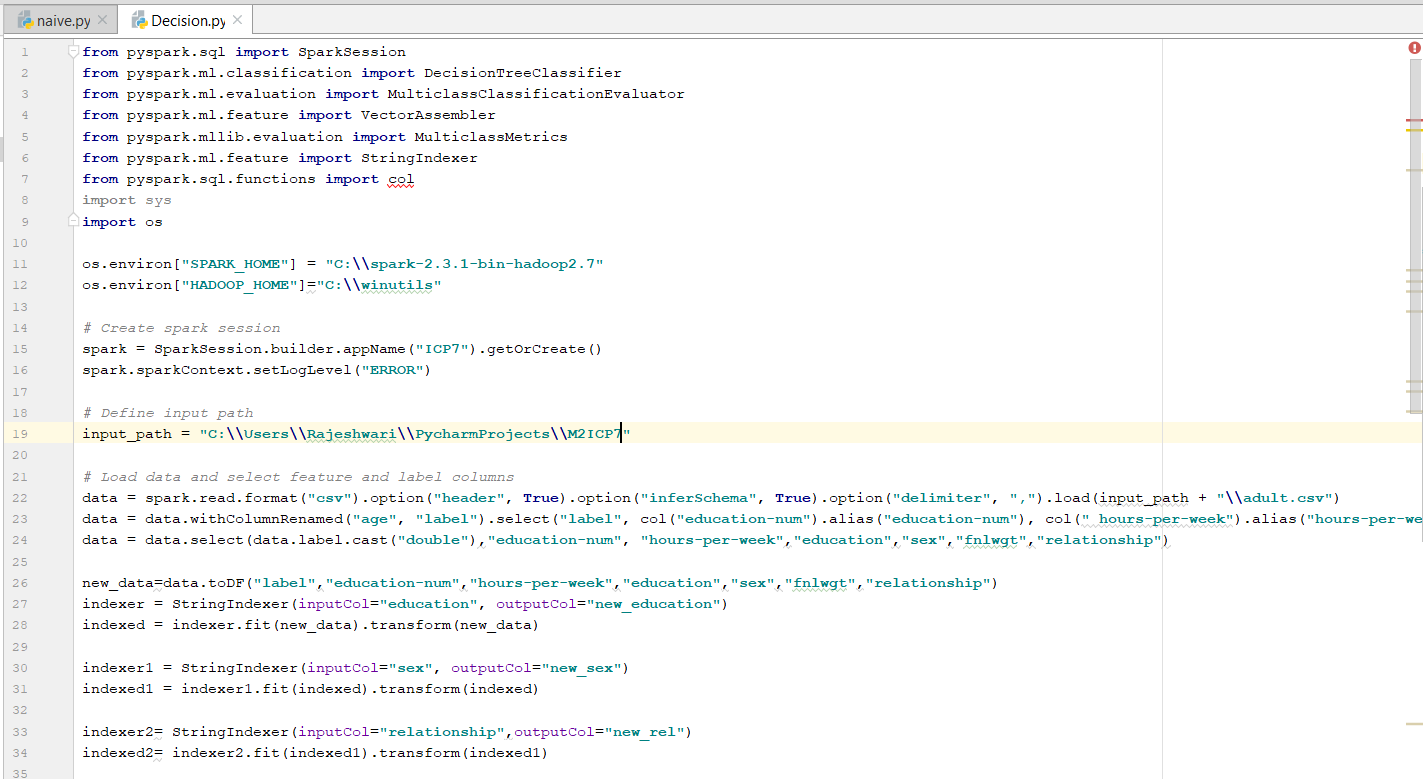 naive.py
Decision.py
1 from pyspark.sql import SparkSession
2 from pyspark.ml.classification import DecisionTreeClassifier
3 from pyspark.ml.evaluation import MulticlassClassificationEvaluator
4 from pyspark.ml.feature import VectorAssembler
5 from pyspark.mllib.evaluation import MulticlassMetrics
6 from pyspark.ml.feature import StringIndexer
7 from pyspark.sql.functions import col
8 import sys
9 import os
10
11 os.environ["SPARK_HOME"] = "C:\\spark-2.3.1-bin-hadoop2.7"
12 os.environ["HADOOP_HOME"]="C:\\winutils"
13
14 # Create spark session
15 spark = SparkSession.builder.appName("ICP7").getOrCreate()
16 spark.sparkContext.setLogLevel("ERROR")
17
18 # Define input path
19 input_path = "C:\\Users\\Rajeshwari\\PycharmProjects\\M2ICP7"
20
21 # Load data and select feature and label columns
22 data = spark.read.format("csv").option("header", True).option("inferSchema", True).option("delimiter", ",").load(input_path + "\\adult.csv")
23 data = data.withColumnRenamed("age", "label").select("label", col("education-num").alias("education-num"), col(" hours-per-week").alias("hours-per-we
24 data = data.select(data.label.cast("double"),"education-num", "hours-per-week","education","sex","fnlwgt","relationship")
25
26 new_data=data.toDF("label","education-num","hours-per-week","education","sex","fnlwgt","relationship")
27 indexer = StringIndexer(inputCol="education", outputCol="new_education")
28 indexed = indexer.fit(new_data).transform(new_data)
29
30 indexer1 = StringIndexer(inputCol="sex", outputCol="new_sex")
31 indexed1 = indexer1.fit(indexed).transform(indexed)
32
33 indexer2= StringIndexer(inputCol="relationship",outputCol="new_rel")
34 indexed2= indexer2.fit(indexed1).transform(indexed1)
35